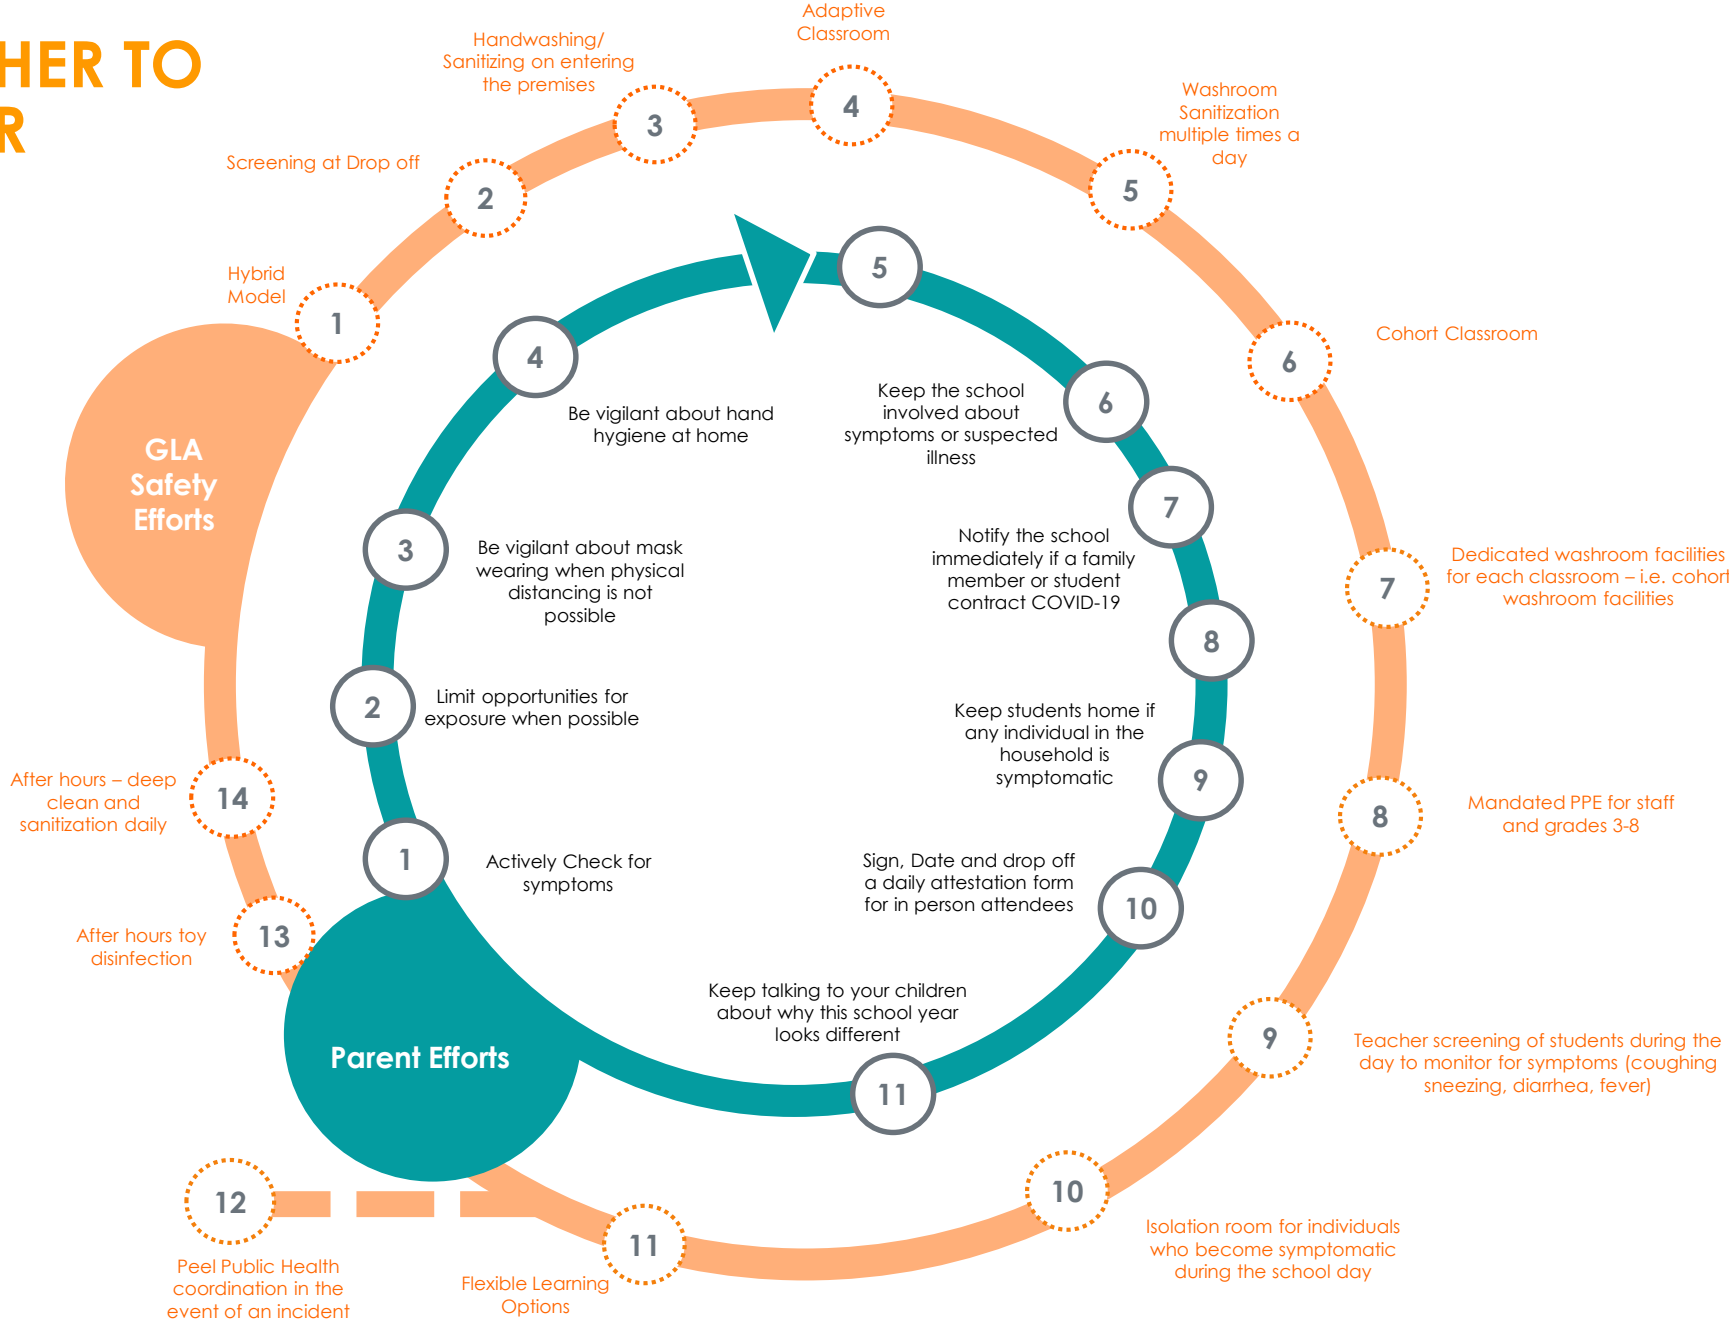 HER TO
R
Adaptive
Classroom
Handwashing/
Sanitizing on entering
the premises
3
4
Washroom
Sanitization
multiple times a
day
5
Screening at Drop off
2
Hybrid
Model
1
Cohort Classroom
6
GLA
Safety
Efforts
Dedicated washroom facilities
for each classroom – i.e. cohort
washroom facilities
7
Mandated PPE for staff
and grades 3-8
8
Teacher screening of students during the
day to monitor for symptoms (coughing
sneezing, diarrhea, fever)
9
Isolation room for individuals
who become symptomatic
during the school day
10
Flexible Learning
Options
11
12
Peel Public Health
coordination in the
event of an incident
After hours toy
disinfection
13
After hours – deep
clean and
sanitization daily
14
Parent Efforts
1
Actively Check for
symptoms
2
Limit opportunities for
exposure when possible
3
Be vigilant about mask
wearing when physical
distancing is not
possible
4
Be vigilant about hand
hygiene at home
5
Keep the school
involved about
symptoms or suspected
illness
6
Notify the school
immediately if a family
member or student
contract COVID-19
7
8
Keep students home if
any individual in the
household is
symptomatic
9
Sign, Date and drop off
a daily attestation form
for in person attendees
10
Keep talking to your children
about why this school year
looks different
11